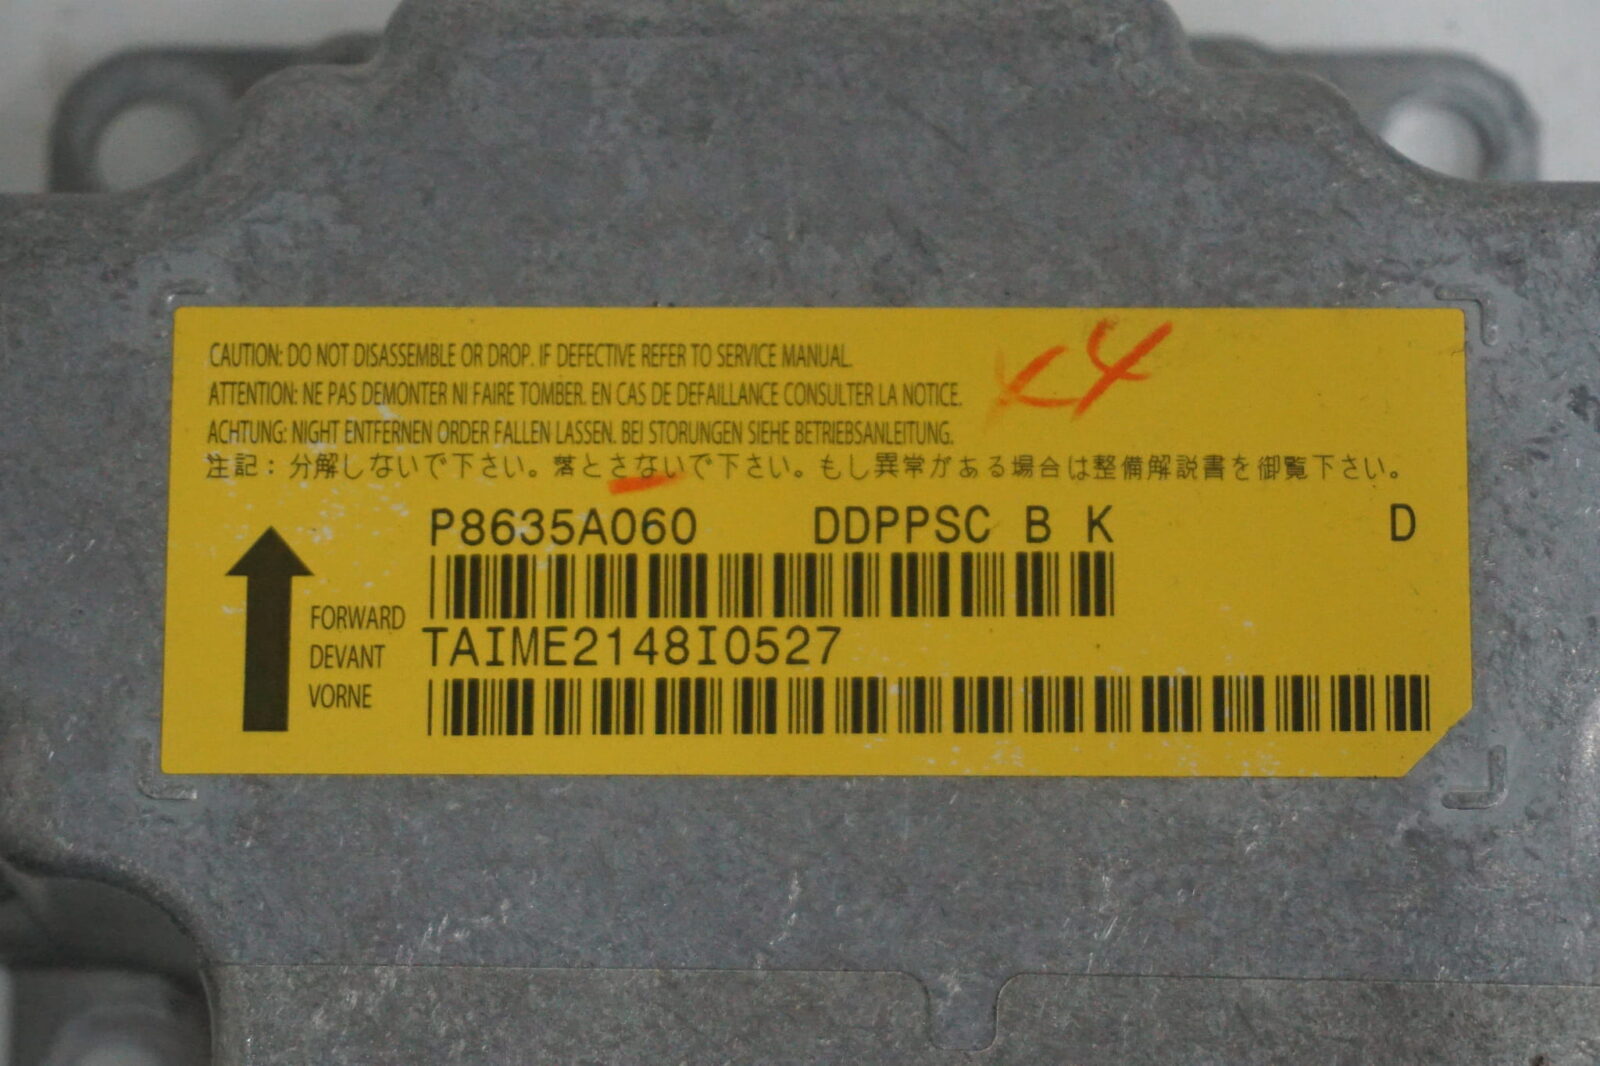 CAUTION: DO NOT DISASSEMBLE OR DROP. IF DEFECTIVE REFER TO SERVICE MANUAL.
ATTENTION: NE PAS DEMONTER NI FAIRE TOMBER. EN CAS DE DEFAILLANCE CONSULTER LA NOTICE.
ACHTUNG: NIGHT ENTFERNEN ORDER FALLEN LASSEN. BEI STORUNGEN SIEHE BETRIEBSANLEITUNG.
注記：分解しないで下さい。落とさないで下さい。もし異常がある場合は整備解説書を御覧下さい。
P8635A060 DDPPSC B K D
FORWARD
DEVANT
VORNE
TAIME2148I0527